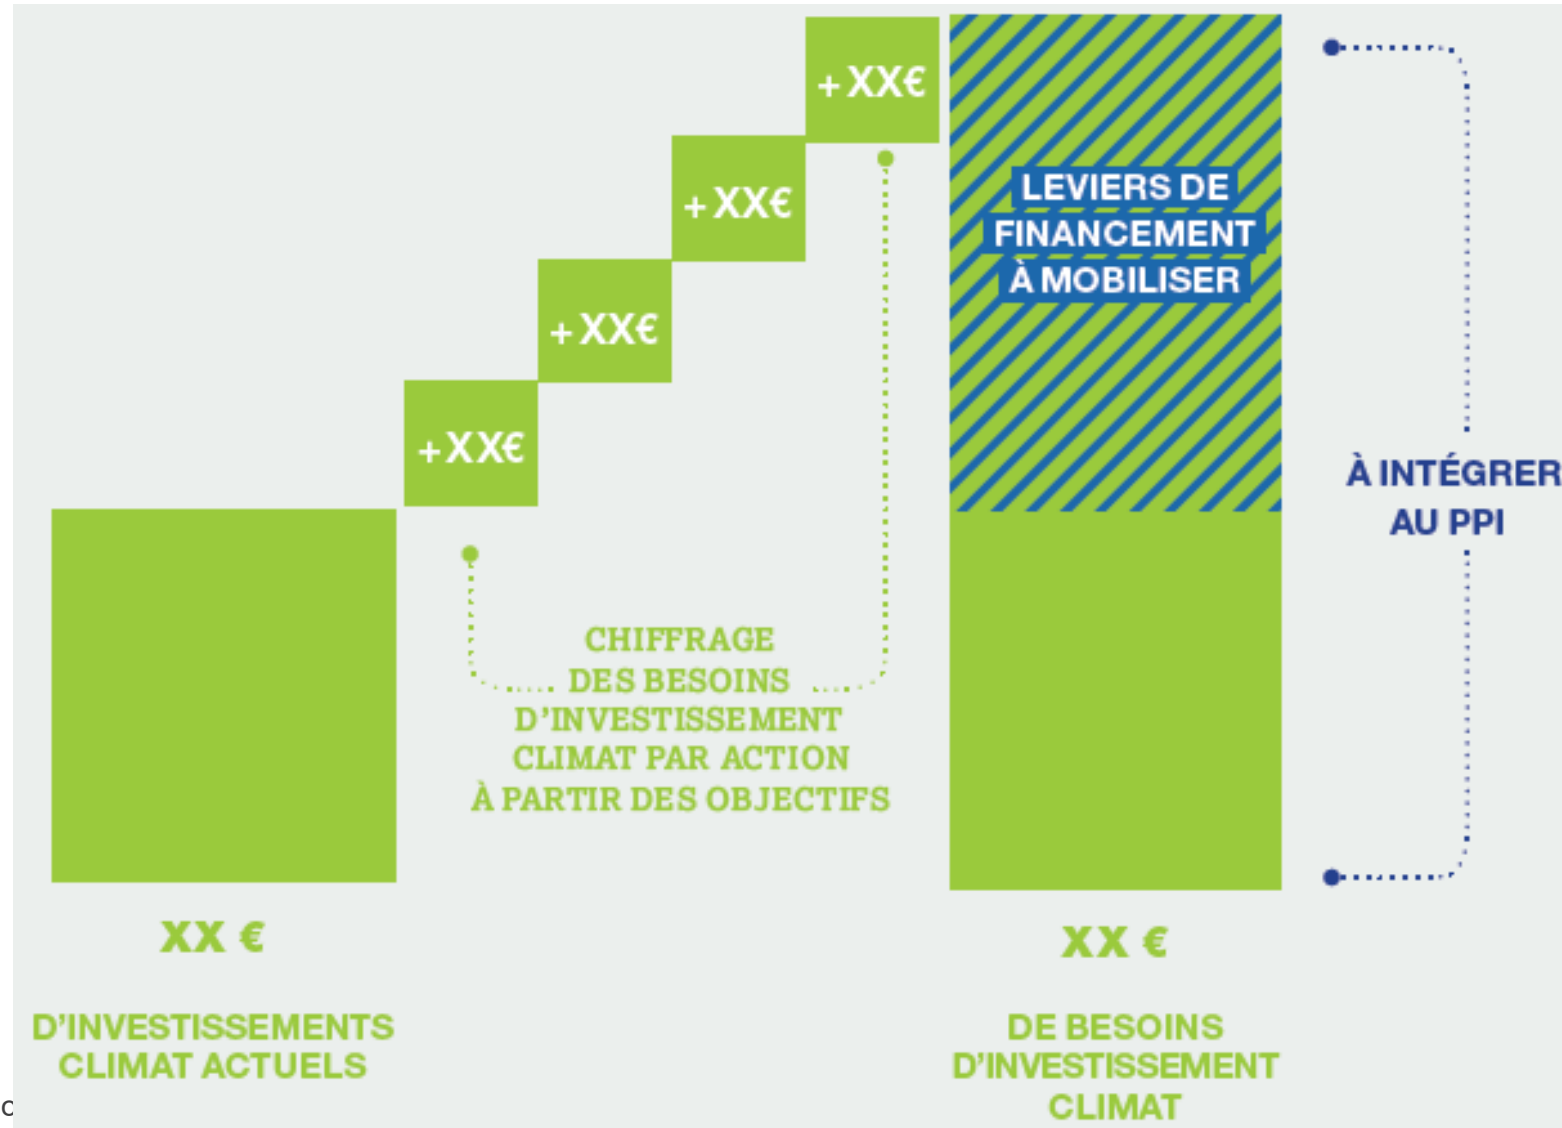 + XX€
+ XX€
+ XX€
+ XX€
LEVIERS DE
FINANCEMENT
À MOBILISER
À INTÉGRER
AU PPI
CHIFFRAGE
DES BESOINS
D’INVESTISSEMENT
CLIMAT PAR ACTION
À PARTIR DES OBJECTIFS
XX €
D’INVESTISSEMENTS
CLIMAT ACTUELS
XX €
DE BESOINS
D’INVESTISSEMENT
CLIMAT